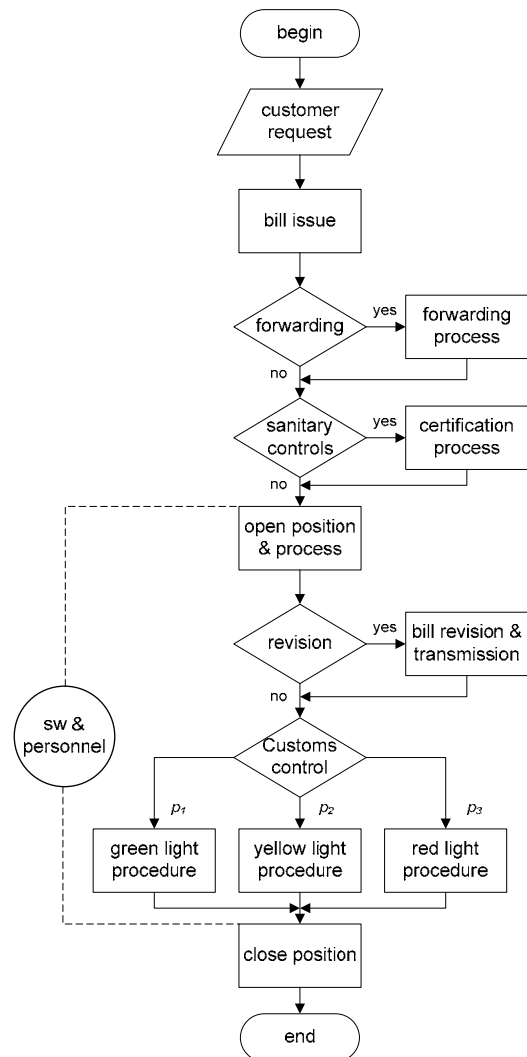 begin
customer
request
bill issue
forwarding
yes
forwarding
process
no
sanitary
controls
yes
certification
process
no
open position
& process
revision
yes
bill revision &
transmission
no
sw &
personnel
Customs
control
p1
p2
p3
green light
procedure
yellow light
procedure
red light
procedure
close position
end